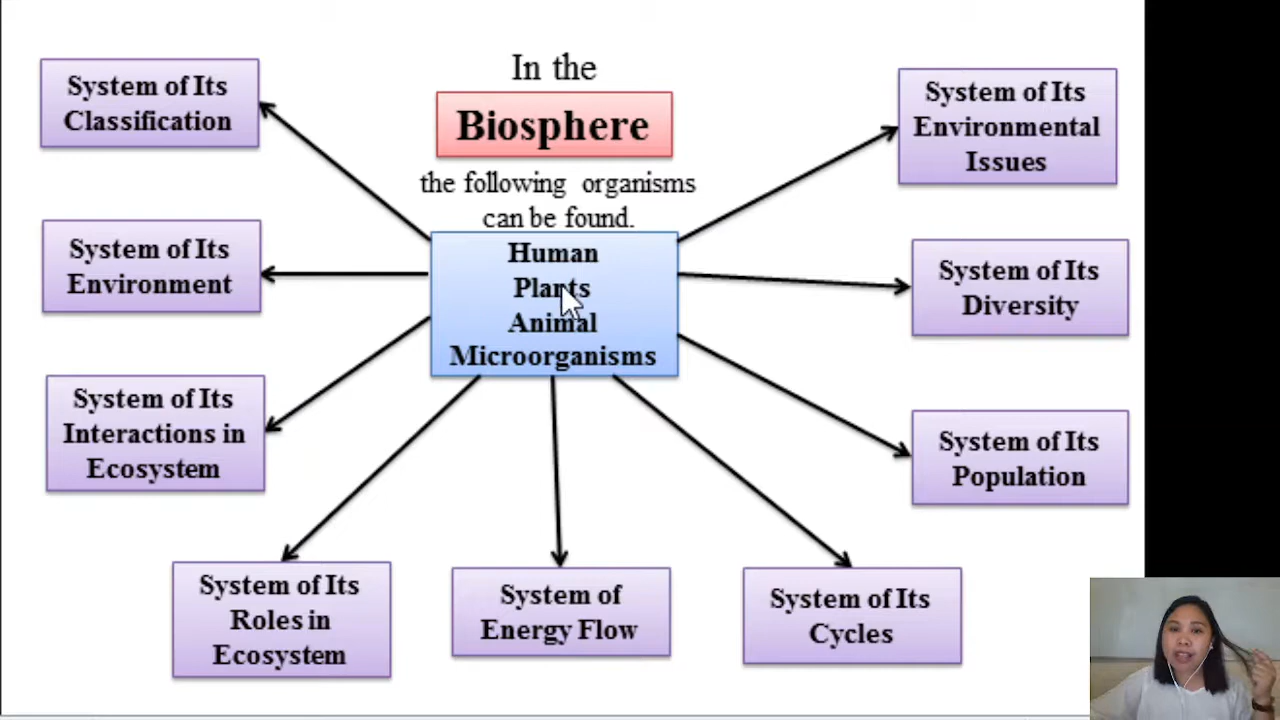 In the
Biosphere
the following organisms
can be found.
Human
Plants
Animal
Microorganisms
System of Its
Classification
System of Its
Environment
System of Its
Interactions in
Ecosystem
System of Its
Roles in
Ecosystem
System of
Energy Flow
System of Its
Cycles
System of Its
Population
System of Its
Diversity
System of Its
Environmental
Issues